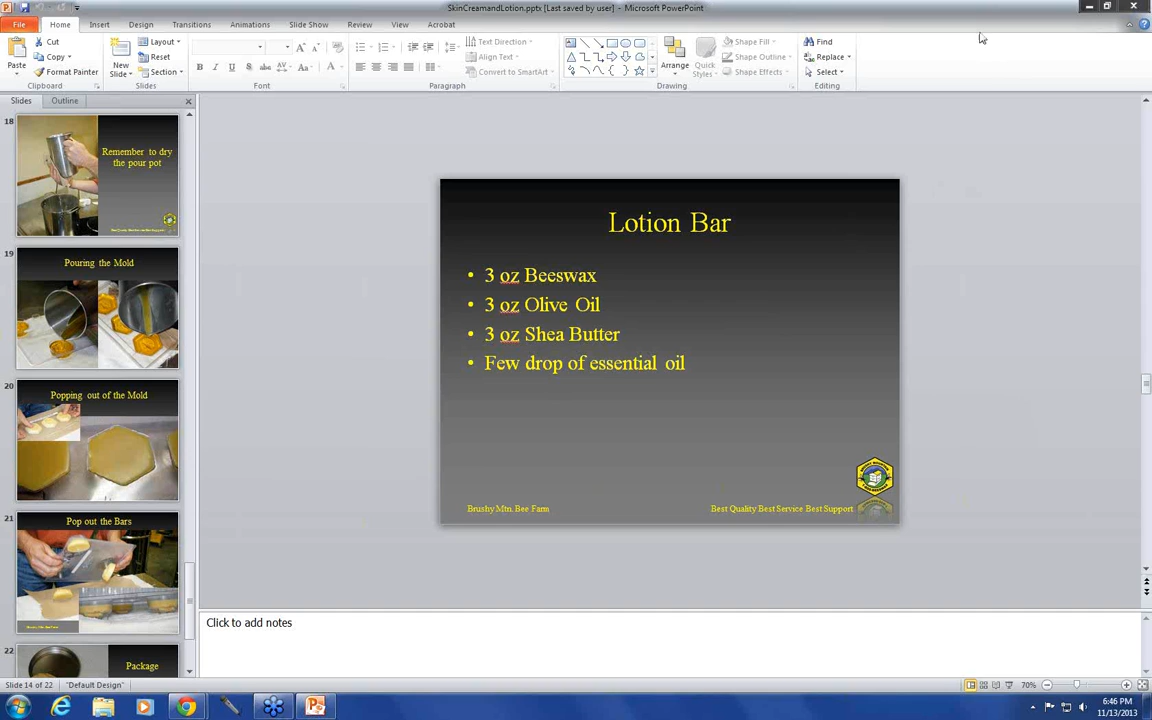 SkinCreamandLotion.pptx [Last saved by user] - Microsoft PowerPoint
File Home Insert Design Transitions Animations Slide Show Review View Acrobat
Paste
Cut
Copy
Format Painter
Clipboard
New
Slide
Layout
Reset
Section
Slides
Font
Text Direction
Align Text
Convert to SmartArt
Paragraph
Arrange
Quick
Styles
Shape Fill
Shape Outline
Shape Effects
Drawing
Find
Replace
Select
Editing
Slides Outline
18
Remember to dry
the pour pot
19
Pouring the Mold
20
Popping out of the Mold
21
Pop out the Bars
22
Package
Lotion Bar
• 3 oz Beeswax
• 3 oz Olive Oil
• 3 oz Shea Butter
• Few drop of essential oil
Brushy Mtn. Bee Farm
Best Quality Best Service Best Support
Click to add notes
Slide 14 of 22 "Default Design" 70%
6:46 PM
11/13/2013